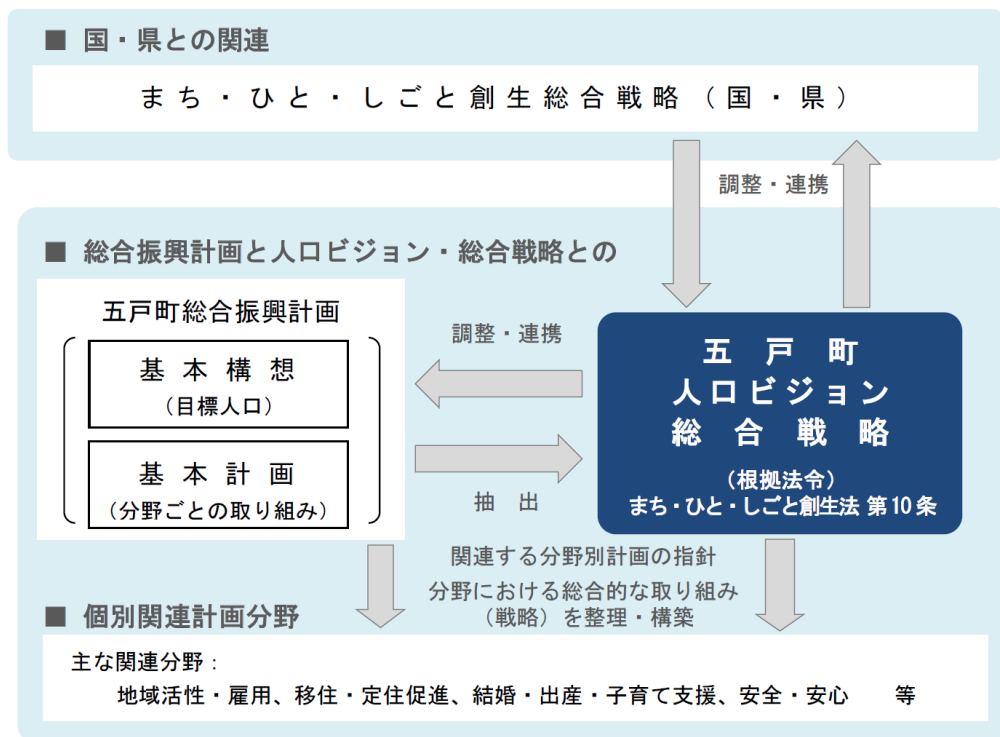 ■ 国・県との関連
まち・ひと・しごと創生総合戦略(国・県)
調整・連携
■ 総合振興計画と人口ビジョン・総合戦略との
五戸町総合振興計画
基本構想
(目標人口)
基本計画
(分野ごとの取り組み)
調整・連携
抽出
五戸町
人口ビジョン
総合戦略
(根拠法令)
まち・ひと・しごと創生法 第10条
関連する分野別計画の指針
分野における総合的な取り組み
(戦略)を整理・構築
■ 個別関連計画分野
主な関連分野:
地域活性・雇用、移住・定住促進、結婚・出産・子育て支援、安全・安心 等